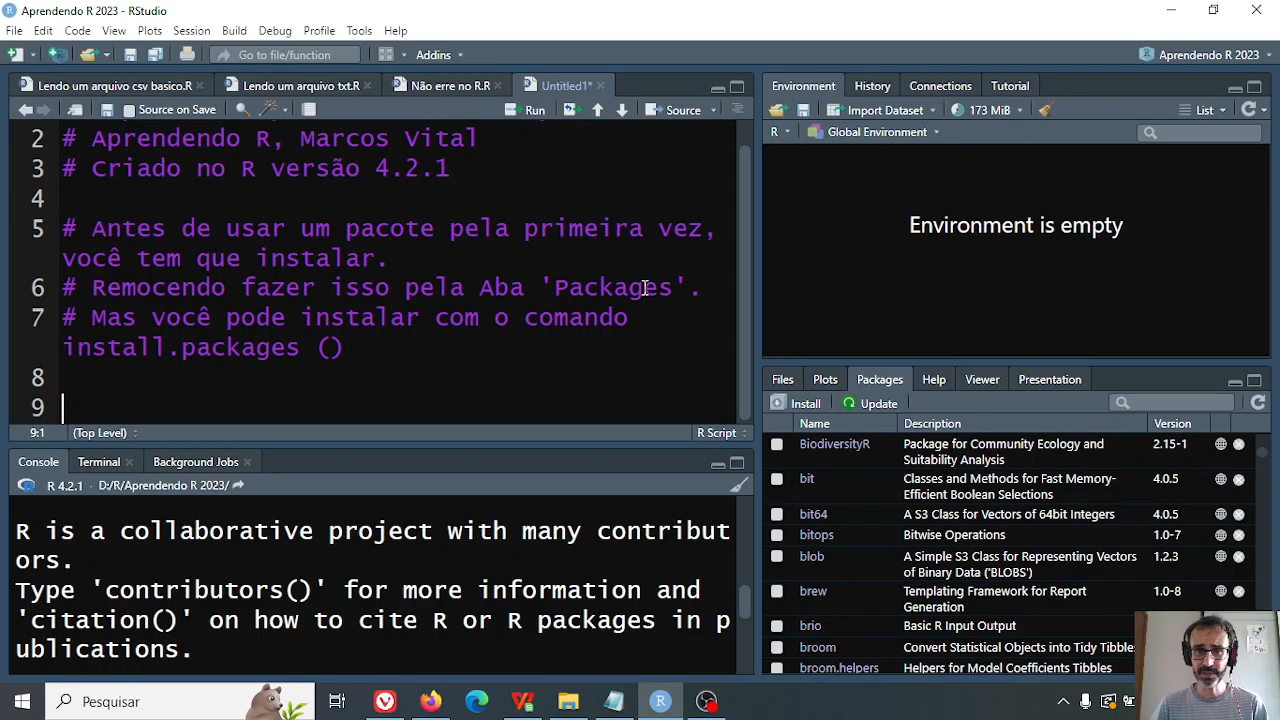 Aprendendo R 2023 - RStudio
File Edit Code View Plots Session Build Debug Profile Tools Help
Go to file/function Addins Aprendendo R 2023
Lendo um arquivo csv basico.R Lendo um arquivo txt.R Não erre no R.R Untitled1*
Source on Save Run Source
2 # Aprendendo R, Marcos Vital
3 # Criado no R versão 4.2.1
4
5 # Antes de usar um pacote pela primeira vez,
você tem que instalar.
6 # Remocendo fazer isso pela Aba 'Packages'.
7 # Mas você pode instalar com o comando
install.packages ()
8
9
9:1 (Top Level) R Script
Console Terminal Background Jobs
R 4.2.1 · D:/R/Aprendendo R 2023/
R is a collaborative project with many contribut
ors.
Type 'contributors()' for more information and
'citation()' on how to cite R or R packages in p
ublications.
Environment History Connections Tutorial
Import Dataset 173 MiB List
R Global Environment
Environment is empty
Files Plots Packages Help Viewer Presentation
Install Update
Name Description Version
BiodiversityR Package for Community Ecology and 2.15-1
Suitability Analysis
bit Classes and Methods for Fast Memory- 4.0.5
Efficient Boolean Selections
bit64 A S3 Class for Vectors of 64bit Integers 4.0.5
bitops Bitwise Operations 1.0-7
blob A Simple S3 Class for Representing Vectors 1.2.3
of Binary Data ('BLOBS')
brew Templating Framework for Report 1.0-8
Generation
brio Basic R Input Output
broom Convert Statistical Objects into Tidy Tibbles
broom.helpers Helpers for Model Coefficients Tibbles
Pesquisar